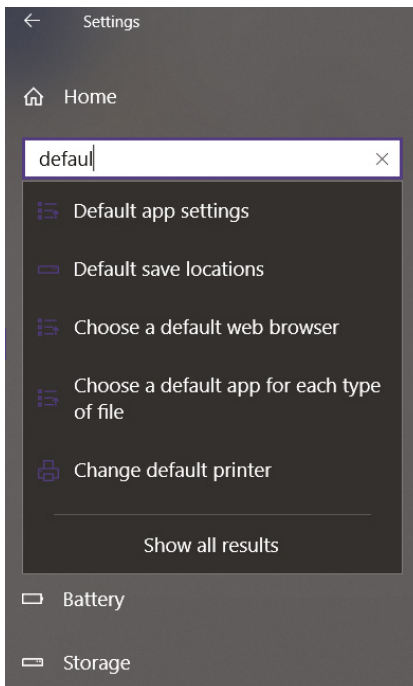 Settings
Home
defaul
Default app settings
Default save locations
Choose a default web browser
Choose a default app for each type
of file
Change default printer
Show all results
Battery
Storage